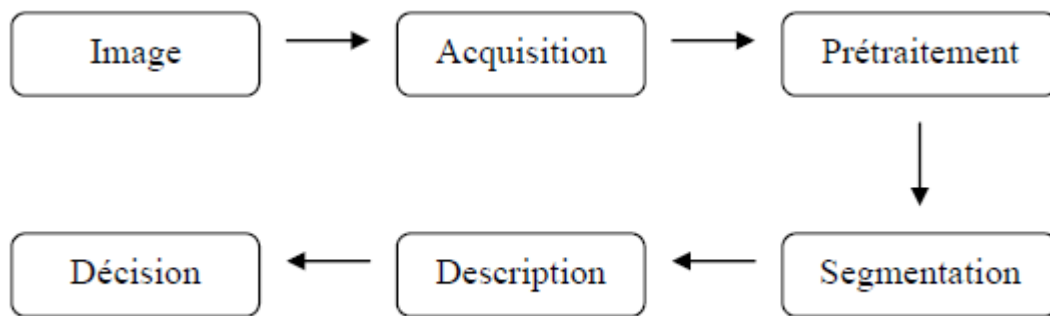 Image
Acquisition
Prétraitement
Segmentation
Description
Décision